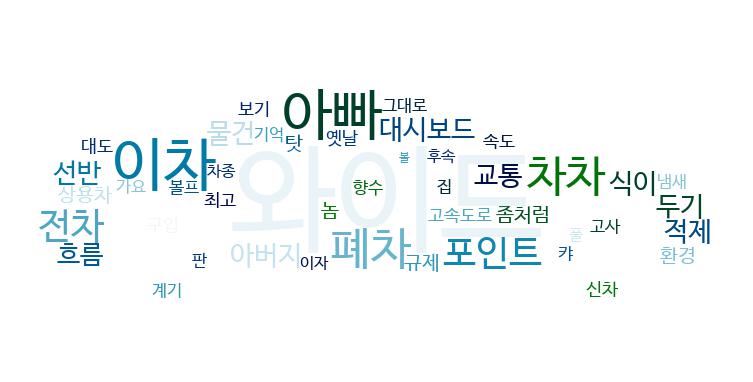 아빠
그대로
보기
물건
기억
탓
옛날
대시보드
속도
대도
이차
와이드
볼
후속
차종
선반
교통
차차
식이
냄새
상용차
가요
볼프
최고
향수
집
두기
전차
구입
놈
고속도로
좀처럼
풀
고사
적제
흐름
판
아버지
이자
폐차
규제
포인트
캬
환경
계기
신차